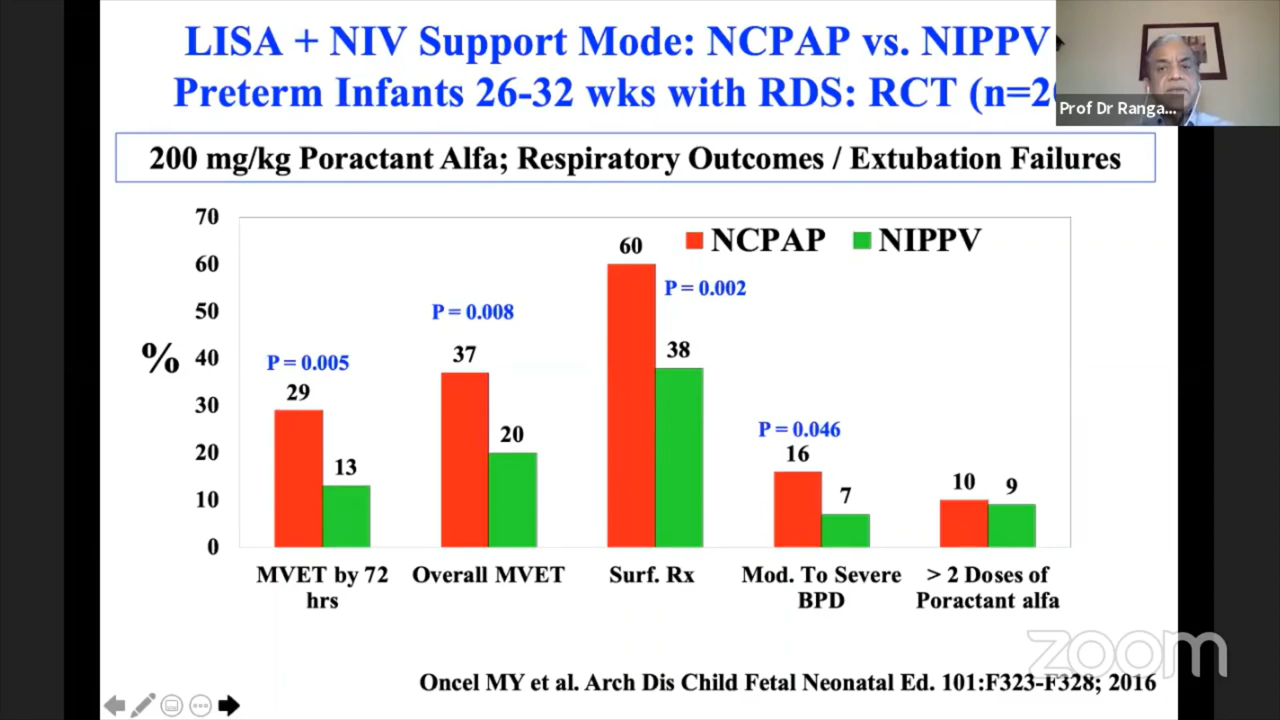 LISA + NIV Support Mode: NCPAP vs. NIPPV
Preterm Infants 26-32 wks with RDS: RCT
Prof Dr Ranga...
200 mg/kg Poractant Alfa; Respiratory Outcomes / Extubation Failures
70
60
50
40
30
20
10
0
%
NCPAP
NIPPV
P = 0.005
29
13
P = 0.008
37
20
60
P = 0.002
38
P = 0.046
16
7
10
9
MVET by 72 hrs
Overall MVET
Surf. Rx
Mod. To Severe BPD
> 2 Doses of Poractant alfa
zoom
Oncel MY et al. Arch Dis Child Fetal Neonatal Ed. 101:F323-F328; 2016